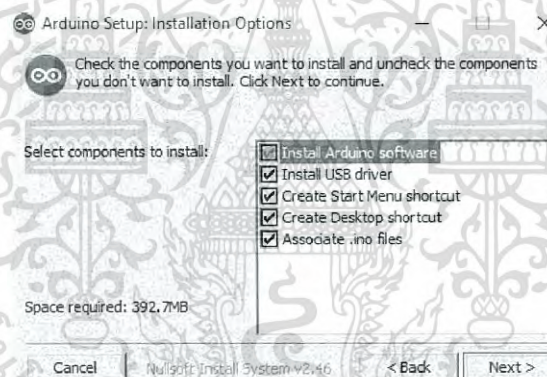 Arduino Setup: Installation Options
Check the components you want to install and uncheck the components
you don't want to install. Click Next to continue.
Select components to install:
Install Arduino software
Install USB driver
Create Start Menu shortcut
Create Desktop shortcut
Associate .ino files
Space required: 392.7MB
Cancel
Nullsoft Install System v2.46
< Back
Next >